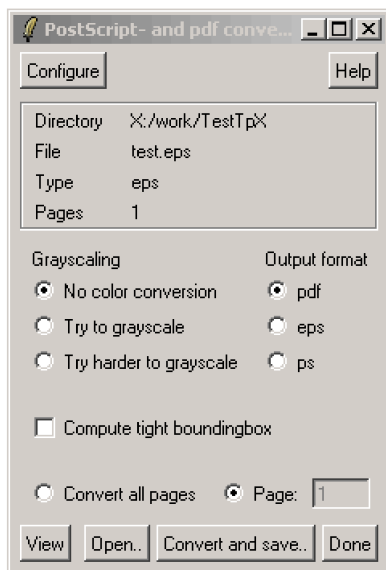 PostScript- and pdf conve...
Configure Help
Directory X:/work/TestTpX
File test.eps
Type eps
Pages 1
Grayscaling Output format
No color conversion pdf
Try to grayscale eps
Try harder to grayscale ps
Compute tight boundingbox
Convert all pages Page: 1
View Open.. Convert and save.. Done